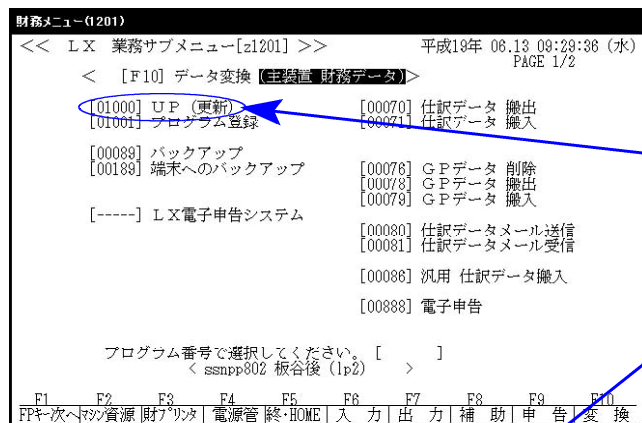 財務メニュー(1201)
<< ＬＸ 業務サブメニュー[z1201] >> 平成19年 06.13 09:29:36 (水)
PAGE 1/2
< [F10] データ変換 (主装置 財務データ)>
[01000] ＵＰ (更新) [00070] 仕訳データ 搬出
[01001] プログラム登録 [00071] 仕訳データ 搬入
[00089] バックアップ
[00189] 端末へのバックアップ [00076] ＧＰデータ 削除
[00078] ＧＰデータ 搬出
[00079] ＧＰデータ 搬入
[-----] ＬＸ電子申告システム
[00080] 仕訳データメール送信
[00081] 仕訳データメール受信
[00086] 汎用 仕訳データ搬入
[00888] 電子申告
プログラム番号で選択してください。 [ ]
< ssnpp802 板谷後 (lp2) >
F1 F2 F3 F4 F5 F6 F7 F8 F9 F10
FPｷｰ次へ|ﾏｼﾝ資源|財ﾌﾟﾘﾝﾀ|電源管|終･HOME|入 力|出 力|補 助|申 告|変 換